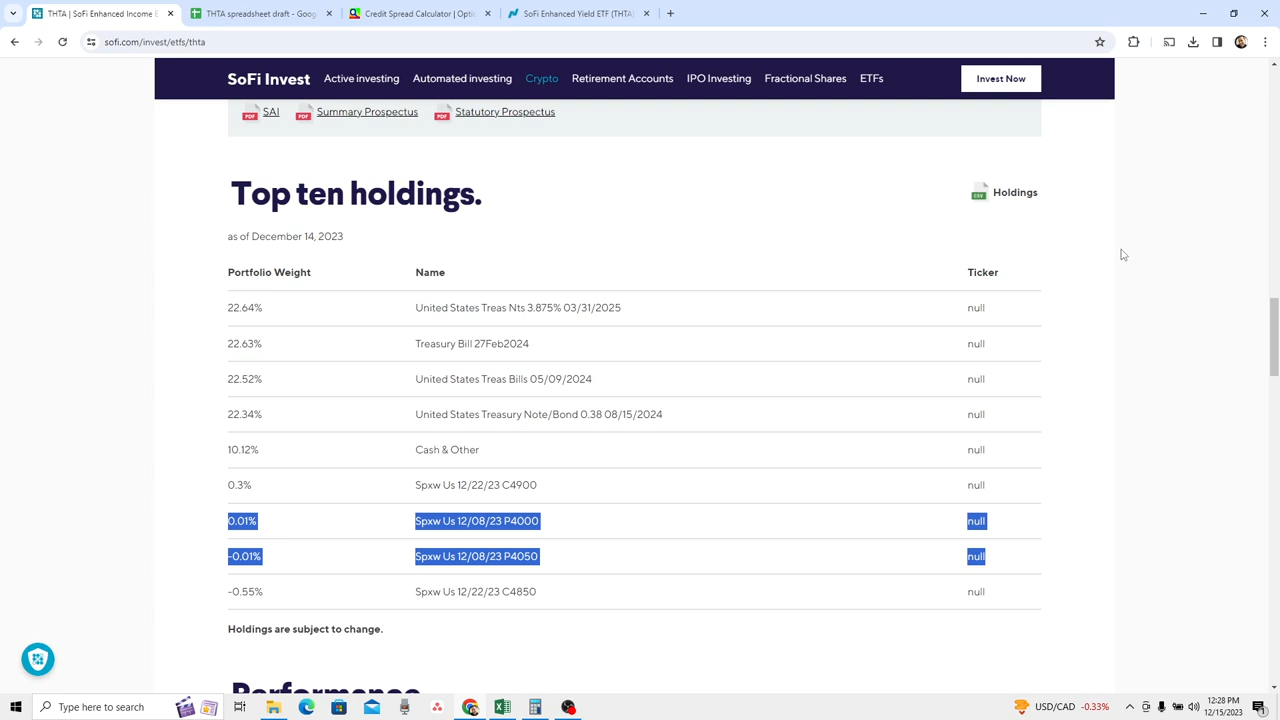 THTA | SoFi Enhanced Income E
THTA spreadsheet draft - Goog
Credit Spread Calculator | Opti
SoFi Enhanced Yield ETF (THTA)
sofi.com/invest/etfs/thta
SoFi Invest Active investing Automated investing Crypto Retirement Accounts IPO Investing Fractional Shares ETFs Invest Now
PDF SAI PDF Summary Prospectus PDF Statutory Prospectus
Top ten holdings.
CSV Holdings
as of December 14, 2023
Portfolio Weight Name Ticker
22.64% United States Treas Nts 3.875% 03/31/2025 null
22.63% Treasury Bill 27Feb2024 null
22.52% United States Treas Bills 05/09/2024 null
22.34% United States Treasury Note/Bond 0.38 08/15/2024 null
10.12% Cash & Other null
0.3% Spxw Us 12/22/23 C4900 null
0.01% Spxw Us 12/08/23 P4000 null
-0.01% Spxw Us 12/08/23 P4050 null
-0.55% Spxw Us 12/22/23 C4850 null
Holdings are subject to change.
Performance
Type here to search
USD/CAD -0.33%
12:28 PM
12/15/2023